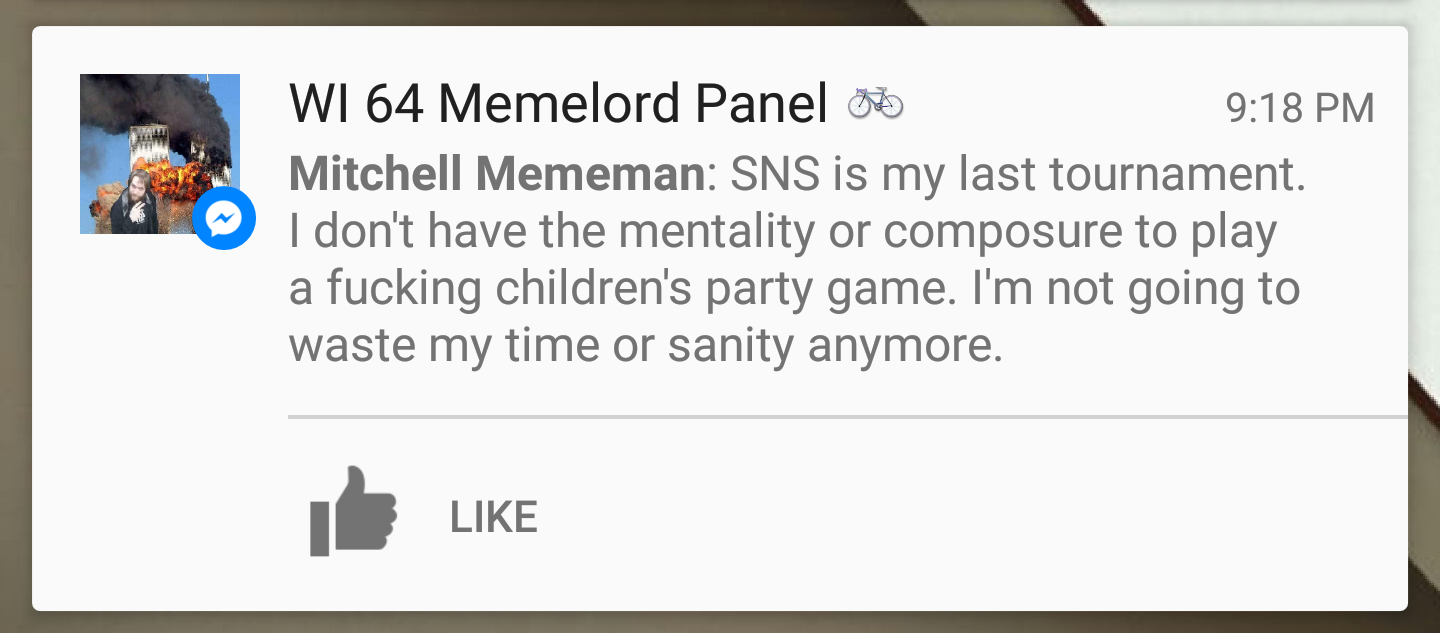 WI 64 Memelord Panel 🚲 9:18 PM
Mitchell Mememan: SNS is my last tournament.
I don't have the mentality or composure to play
a fucking children's party game. I'm not going to
waste my time or sanity anymore.
LIKE